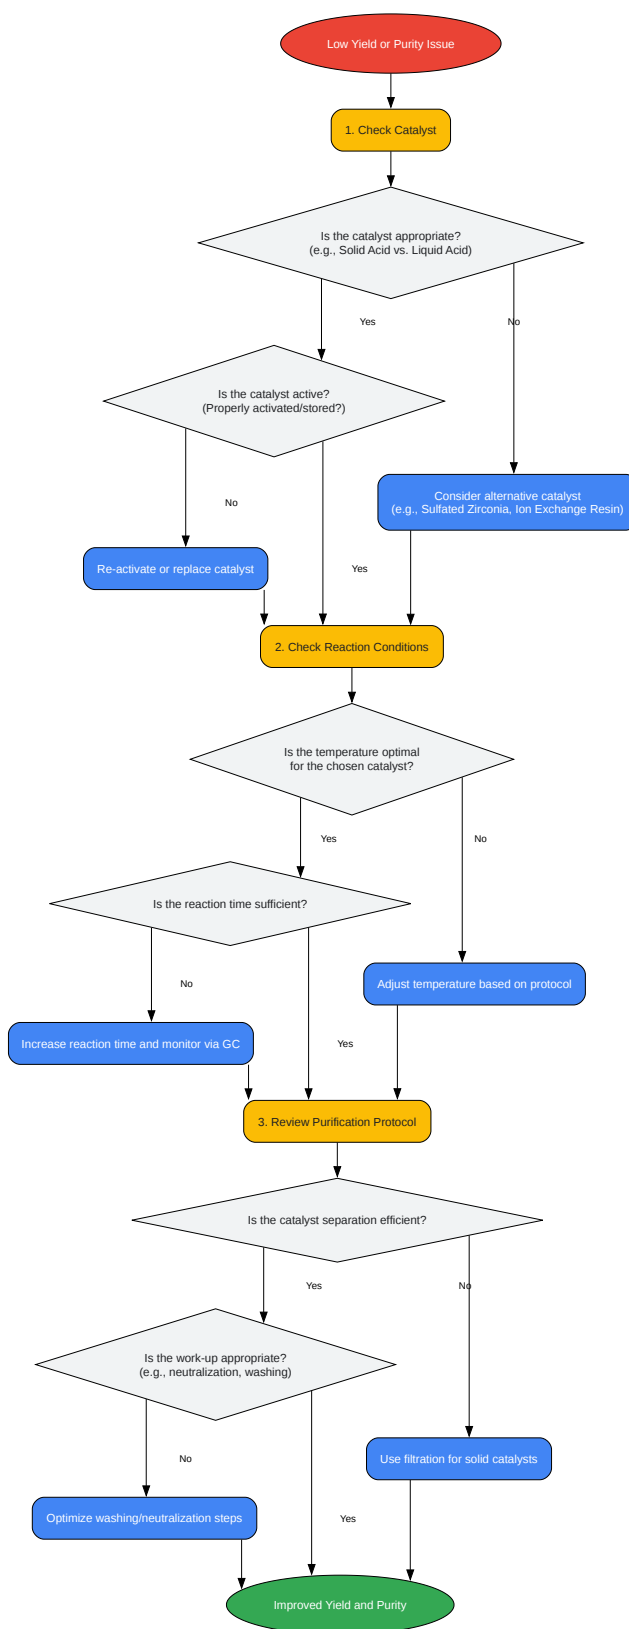 Low Yield or Purity Issue
1. Check Catalyst
Is the catalyst appropriate?
(e.g., Solid Acid vs. Liquid Acid)
Yes
No
Is the catalyst active?
(Properly activated/stored?)
No
Consider alternative catalyst
(e.g., Sulfated Zirconia, Ion Exchange Resin)
Re-activate or replace catalyst
Yes
2. Check Reaction Conditions
Is the temperature optimal
for the chosen catalyst?
Yes
No
Is the reaction time sufficient?
No
Adjust temperature based on protocol
Increase reaction time and monitor via GC
Yes
3. Review Purification Protocol
Is the catalyst separation efficient?
Yes
No
Is the work-up appropriate?
(e.g., neutralization, washing)
No
Use filtration for solid catalysts
Optimize washing/neutralization steps
Yes
Improved Yield and Purity